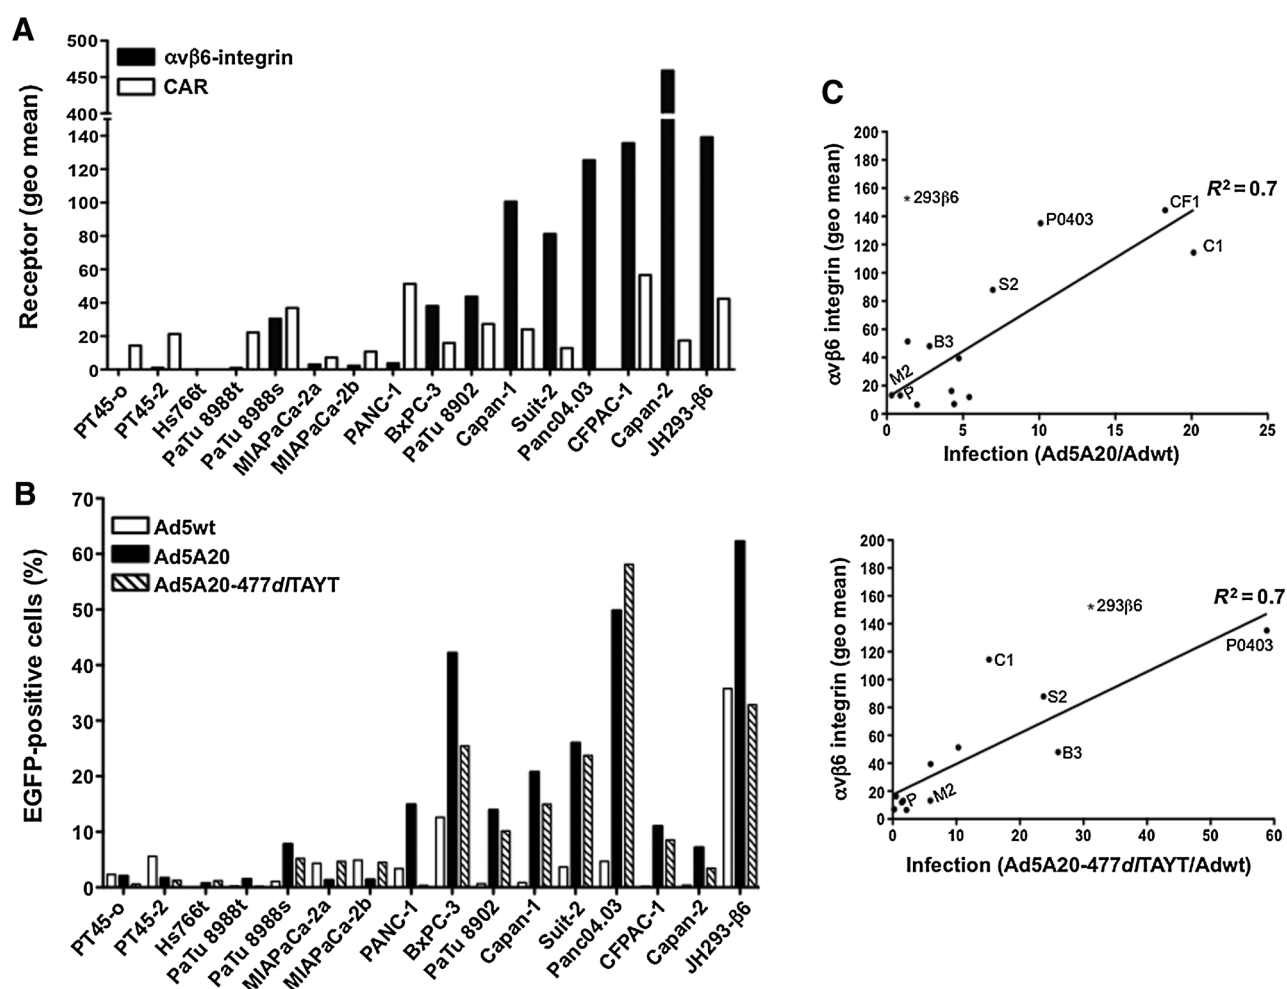 A
αvβ6-integrin
CAR
Receptor (geo mean)
500
450
400
140
120
100
80
60
40
20
0
PT45-o
PT45-2
Hs766t
PaTu 8988t
PaTu 8988s
MIAPaCa-2a
MIAPaCa-2b
PANC-1
BxPC-3
PaTu 8902
Capan-1
Suit-2
Panc04.03
CFPAC-1
Capan-2
JH293-β6
B
Ad5wt
Ad5A20
Ad5A20-477dlTAYT
EGFP-positive cells (%)
70
60
50
40
30
20
10
0
PT45-o
PT45-2
Hs766t
PaTu 8988t
PaTu 8988s
MIAPaCa-2a
MIAPaCa-2b
PANC-1
BxPC-3
PaTu 8902
Capan-1
Suit-2
Panc04.03
CFPAC-1
Capan-2
JH293-β6
C
αvβ6 integrin (geo mean)
200
180
160
140
120
100
80
60
40
20
0
*293β6
R² = 0.7
CF1
P0403
C1
S2
B3
M2
P
0 5 10 15 20 25
Infection (Ad5A20/Adwt)
αvβ6 integrin (geo mean)
200
180
160
140
120
100
80
60
40
20
0
*293β6
R² = 0.7
P0403
C1
S2
B3
M2
P
0 10 20 30 40 50 60
Infection (Ad5A20-477dlTAYT/Adwt)